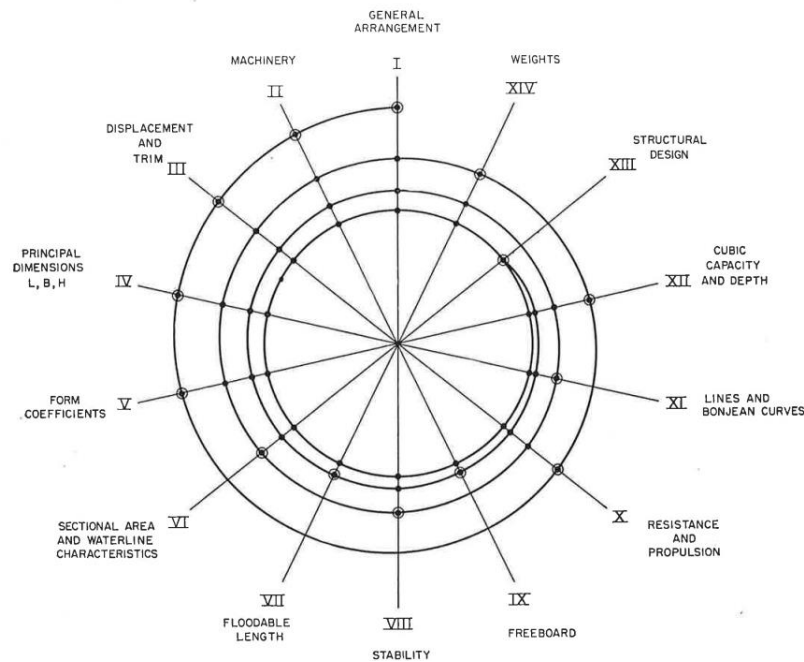 GENERAL
ARRANGEMENT
I
MACHINERY
II
DISPLACEMENT
AND
TRIM
III
PRINCIPAL
DIMENSIONS
L, B, H
IV
FORM
COEFFICIENTS
V
SECTIONAL AREA
AND WATERLINE
CHARACTERISTICS
VI
VII
FLOODABLE
LENGTH
VIII
STABILITY
IX
FREEBOARD
X
RESISTANCE
AND
PROPULSION
XI
LINES AND
BONJEAN CURVES
XII
CUBIC
CAPACITY
AND DEPTH
STRUCTURAL
DESIGN
XIII
WEIGHTS
XIV